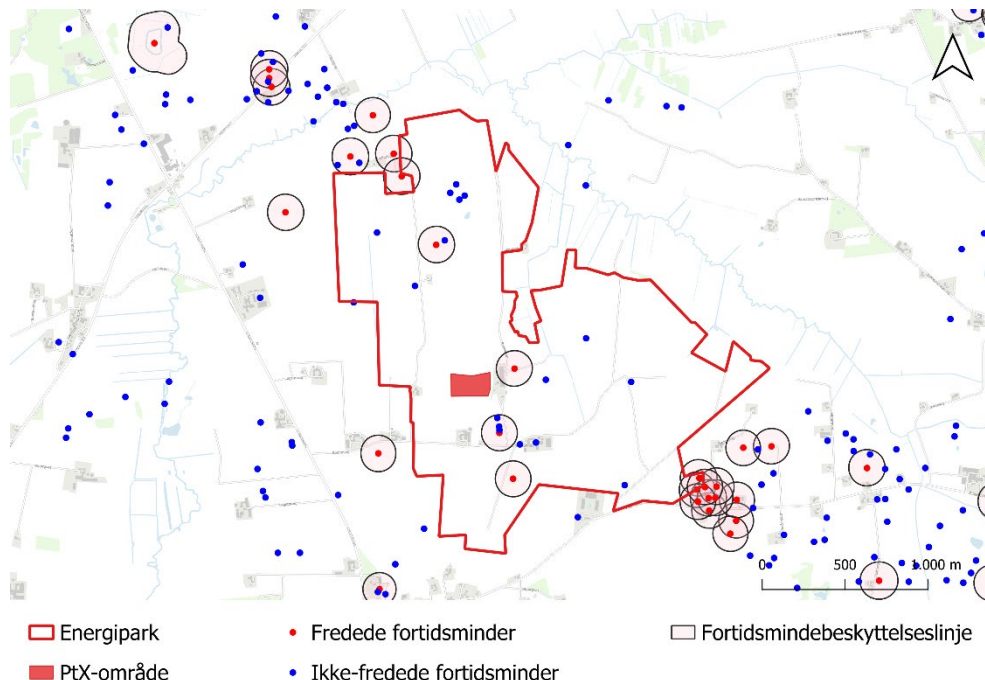 0 500 1.000 m
Energipark
Fredede fortidsminder
Fortidsmindebeskyttelseslinje
PtX-område
Ikke-fredede fortidsminder